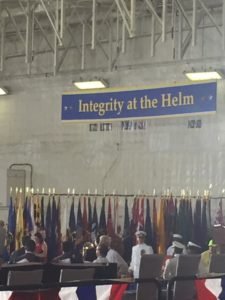 Integrity at the Helm